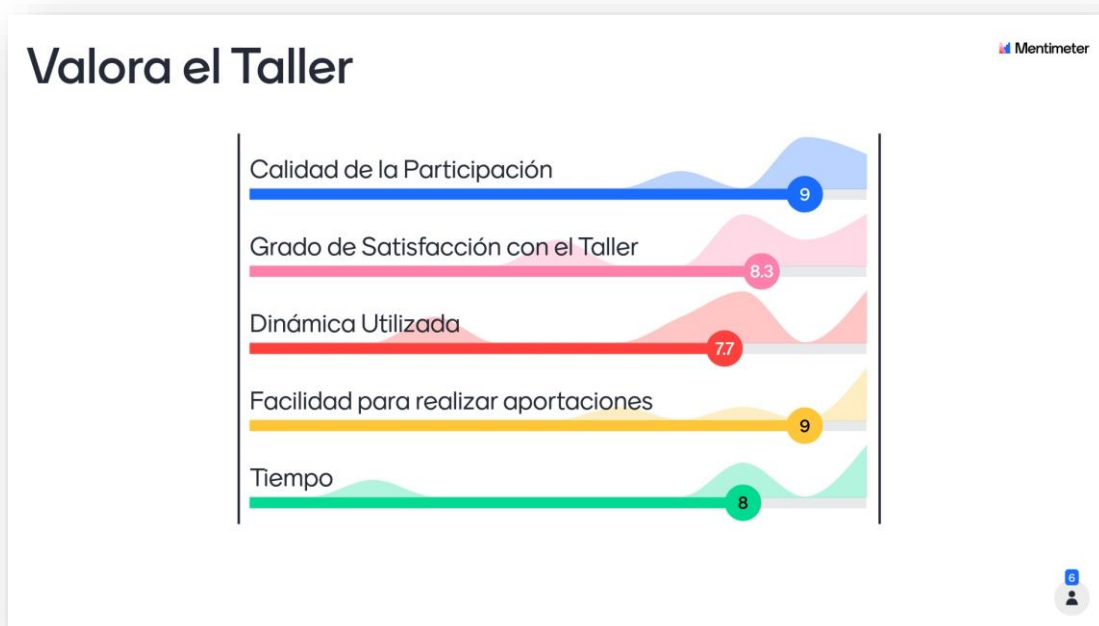 Valora el Taller
Mentimeter
Calidad de la Participación
9
Grado de Satisfacción con el Taller
8.3
Dinámica Utilizada
7.7
Facilidad para realizar aportaciones
9
Tiempo
8
6